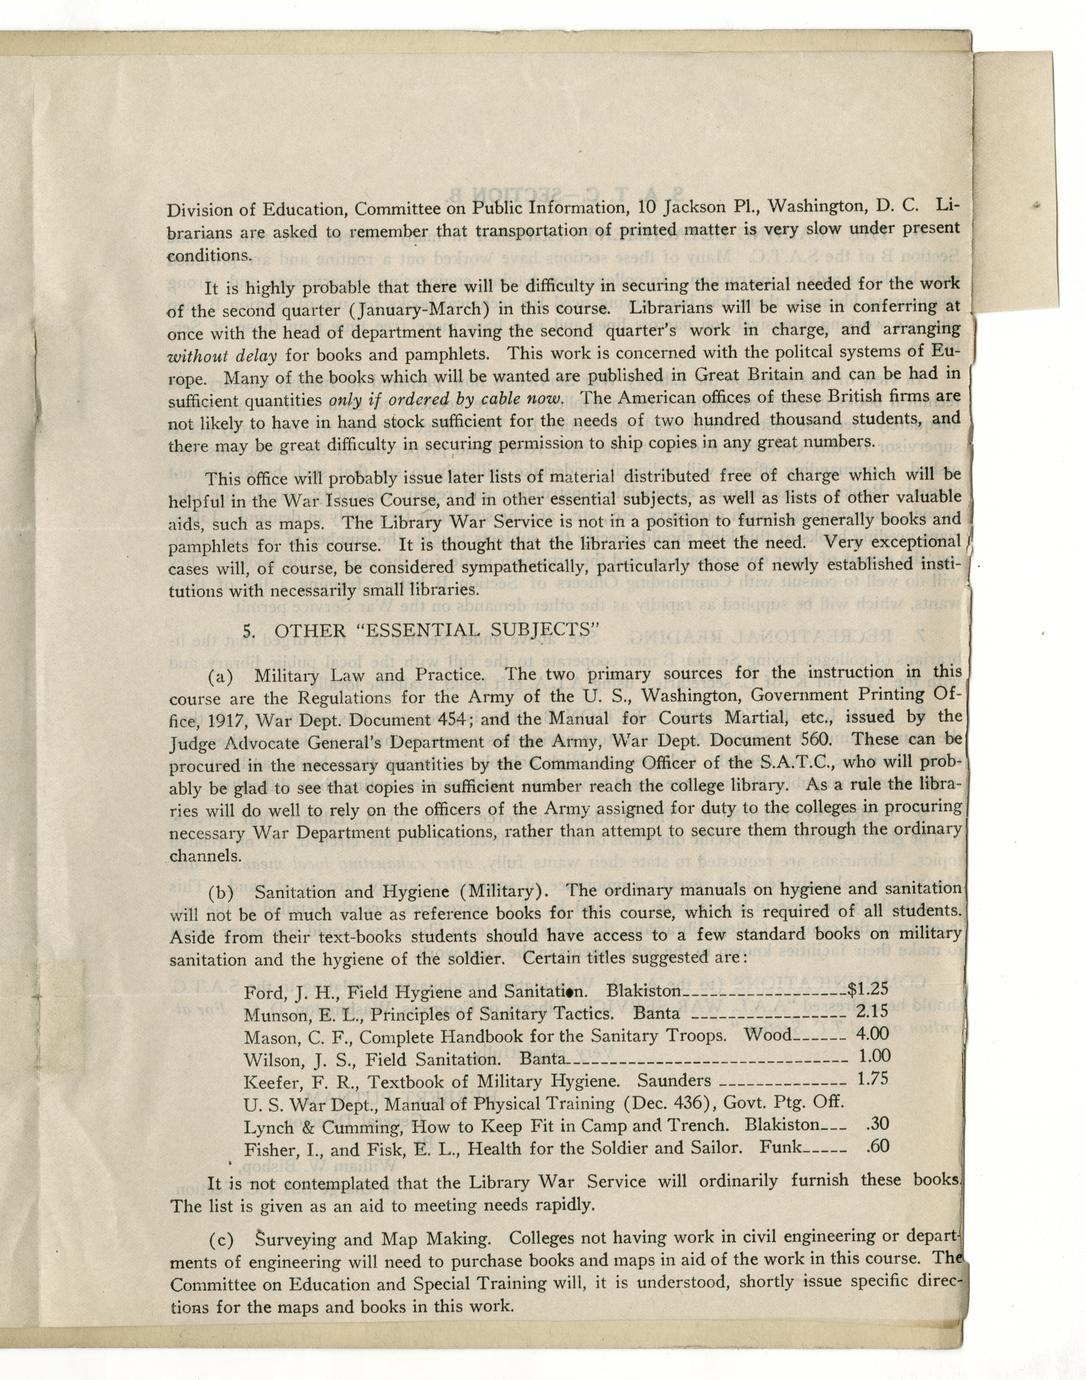 Division of Education, Committee on Public Information, 10 Jackson Pl., Washington, D. C. Li-
brarians are asked to remember that transportation of printed matter is very slow under present
conditions.
It is highly probable that there will be difficulty in securing the material needed for the work
of the second quarter (January-March) in this course. Librarians will be wise in conferring at
once with the head of department having the second quarter's work in charge, and arranging
without delay for books and pamphlets. This work is concerned with the politcal systems of Eu-
rope. Many of the books which will be wanted are published in Great Britain and can be had in
sufficient quantities only if ordered by cable now. The American offices of these British firms are
not likely to have in hand stock sufficient for the needs of two hundred thousand students, and
there may be great difficulty in securing permission to ship copies in any great numbers.
This office will probably issue later lists of material distributed free of charge which will be
helpful in the War Issues Course, and in other essential subjects, as well as lists of other valuable
aids, such as maps. The Library War Service is not in a position to furnish generally books and
pamphlets for this course. It is thought that the libraries can meet the need. Very exceptional
cases will, of course, be considered sympathetically, particularly those of newly established insti-
tutions with necessarily small libraries.
5. OTHER "ESSENTIAL SUBJECTS"
(a) Military Law and Practice. The two primary sources for the instruction in this
course are the Regulations for the Army of the U. S., Washington, Government Printing Of-
fice, 1917, War Dept. Document 454; and the Manual for Courts Martial, etc., issued by the
Judge Advocate General's Department of the Army, War Dept. Document 560. These can be
procured in the necessary quantities by the Commanding Officer of the S.A.T.C., who will prob-
ably be glad to see that copies in sufficient number reach the college library. As a rule the libra-
ries will do well to rely on the officers of the Army assigned for duty to the colleges in procuring
necessary War Department publications, rather than attempt to secure them through the ordinary
channels.
(b) Sanitation and Hygiene (Military). The ordinary manuals on hygiene and sanitation
will not be of much value as reference books for this course, which is required of all students.
Aside from their text-books students should have access to a few standard books on military
sanitation and the hygiene of the soldier. Certain titles suggested are:
Ford, J. H., Field Hygiene and Sanitation. Blakiston_________________$1.25
Munson, E. L., Principles of Sanitary Tactics. Banta ________________ 2.15
Mason, C. F., Complete Handbook for the Sanitary Troops. Wood______ 4.00
Wilson, J. S., Field Sanitation. Banta_____________________________ 1.00
Keefer, F. R., Textbook of Military Hygiene. Saunders _____________ 1.75
U. S. War Dept., Manual of Physical Training (Dec. 436), Govt. Ptg. Off.
Lynch & Cumming, How to Keep Fit in Camp and Trench. Blakiston___ .30
Fisher, I., and Fisk, E. L., Health for the Soldier and Sailor. Funk_____ .60
It is not contemplated that the Library War Service will ordinarily furnish these books.
The list is given as an aid to meeting needs rapidly.
(c) Surveying and Map Making. Colleges not having work in civil engineering or depart-
ments of engineering will need to purchase books and maps in aid of the work in this course. The
Committee on Education and Special Training will, it is understood, shortly issue specific direc-
tions for the maps and books in this work.